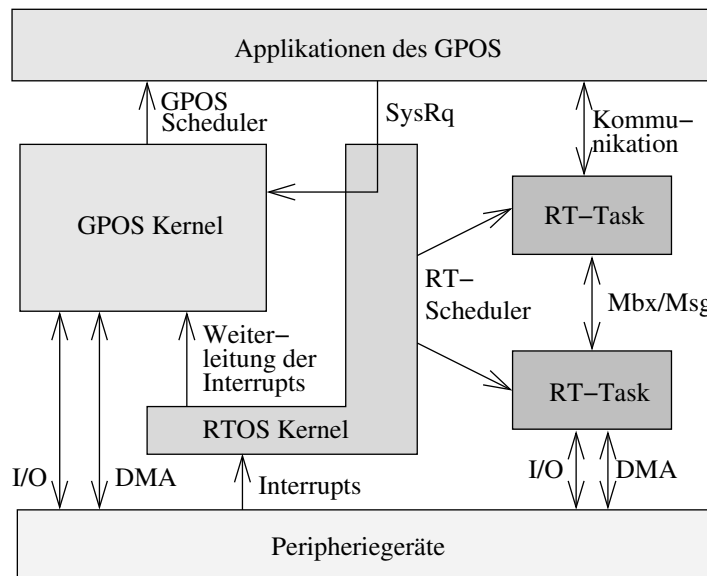 Applikationen des GPOS
GPOS
Scheduler
SysRq
Kommu−
nikation
GPOS Kernel
RT−Task
RT−
Scheduler
Mbx/Msg
Weiter−
leitung der
Interrupts
RT−Task
RTOS Kernel
I/O
DMA
Interrupts
I/O
DMA
Peripheriegeräte